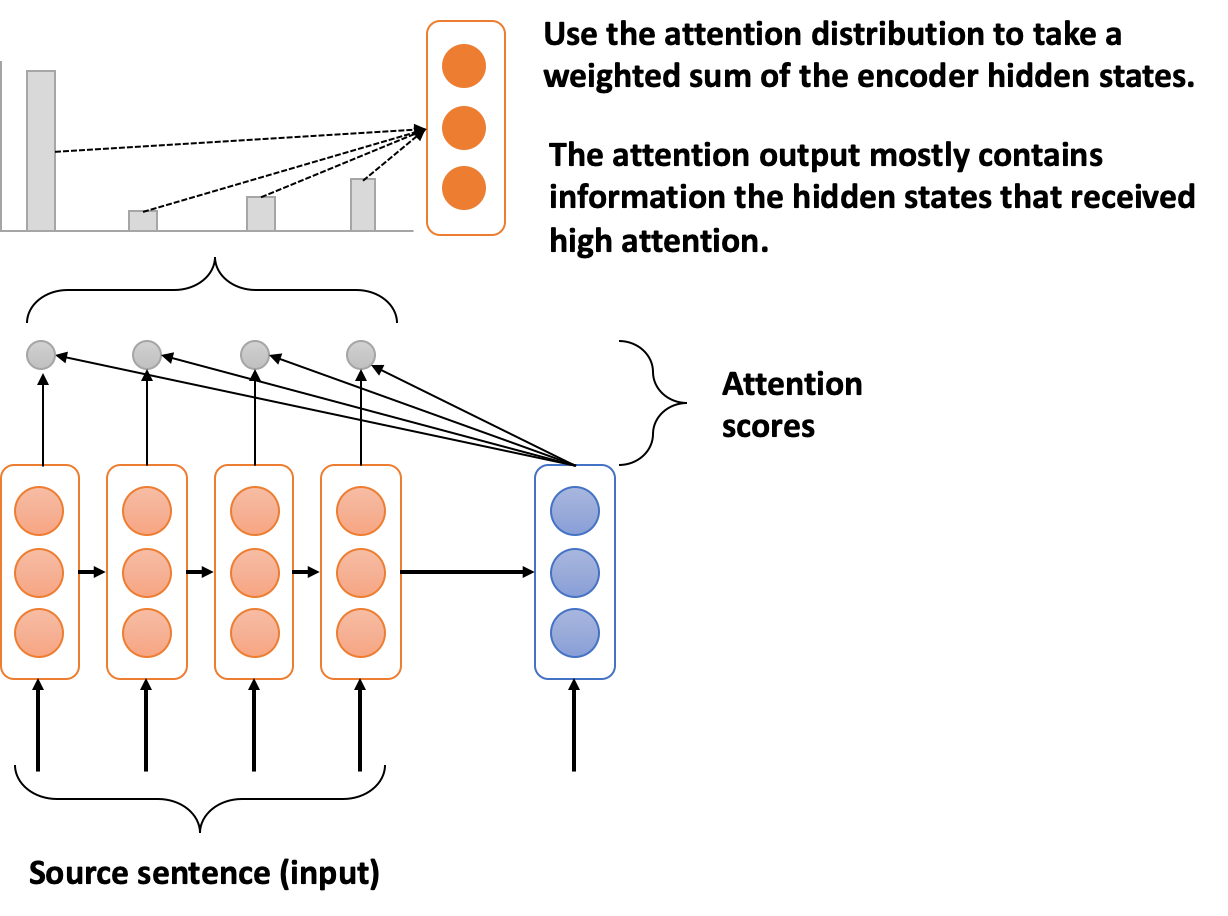 Use the attention distribution to take a
weighted sum of the encoder hidden states.
The attention output mostly contains
information the hidden states that received
high attention.
Attention
scores
Source sentence (input)